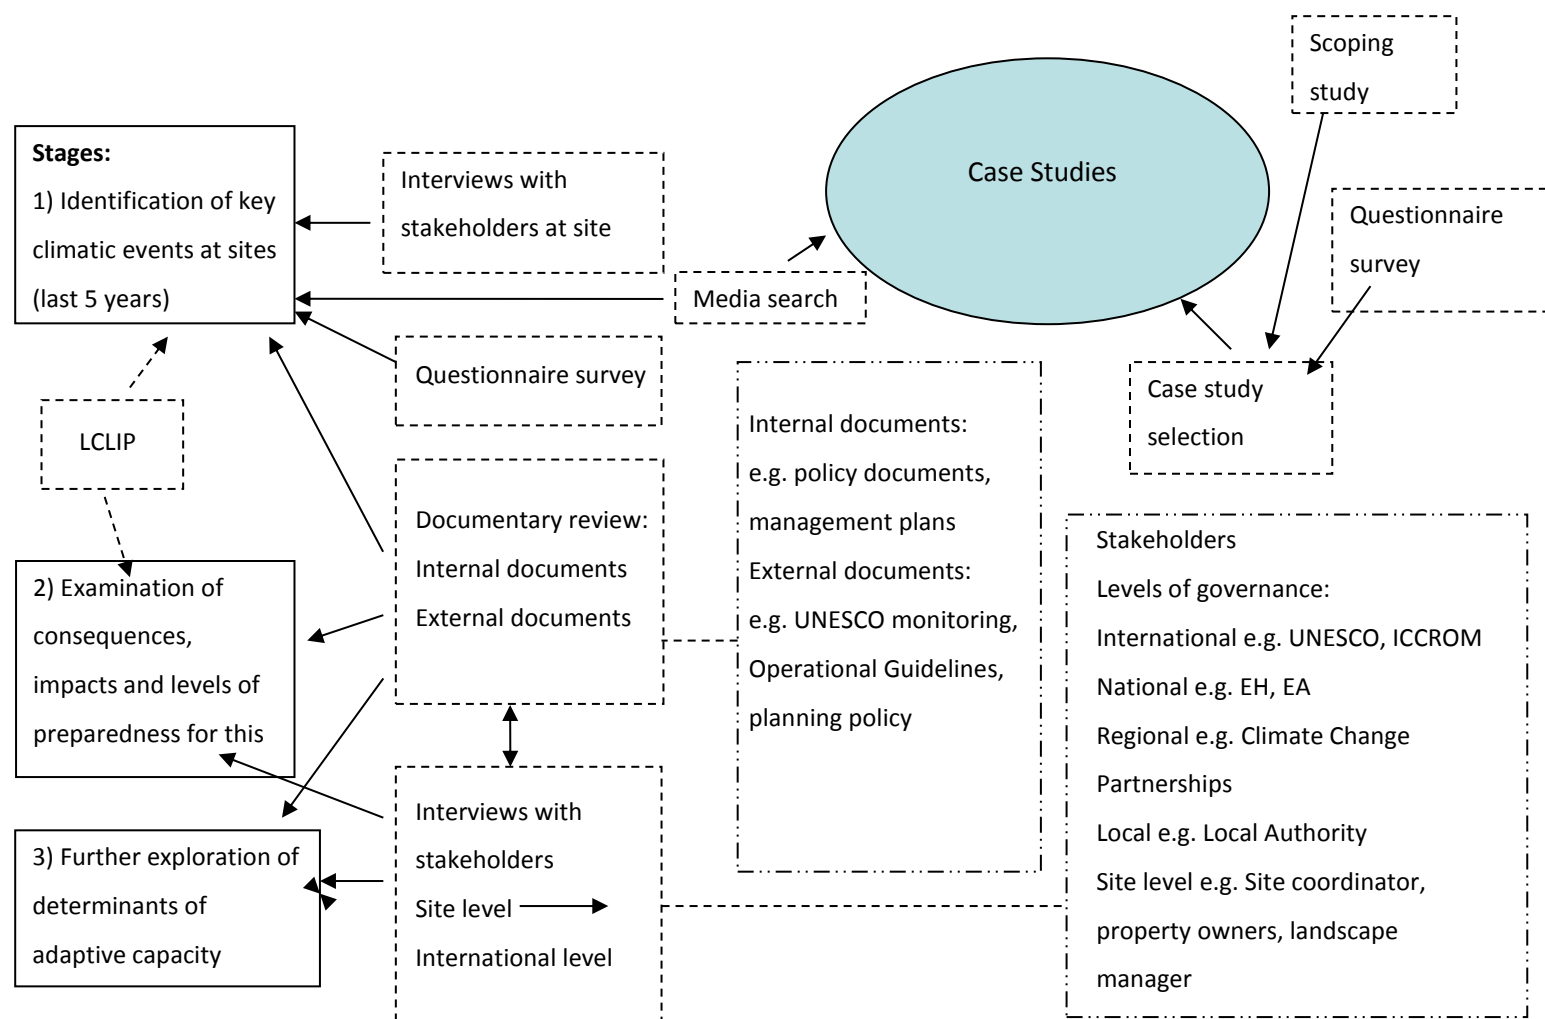 Scoping
study
Case Studies
Stages:
1) Identification of key
climatic events at sites
(last 5 years)
Interviews with
stakeholders at site
Questionnaire
survey
Media search
Questionnaire survey
Case study
selection
LCLIP
Internal documents:
e.g. policy documents,
management plans
External documents:
e.g. UNESCO monitoring,
Operational Guidelines,
planning policy
Documentary review:
Internal documents
External documents
Stakeholders
Levels of governance:
International e.g. UNESCO, ICCROM
National e.g. EH, EA
Regional e.g. Climate Change
Partnerships
Local e.g. Local Authority
Site level e.g. Site coordinator,
property owners, landscape
manager
2) Examination of
consequences,
impacts and levels of
preparedness for this
Interviews with
stakeholders
Site level
International level
3) Further exploration of
determinants of
adaptive capacity